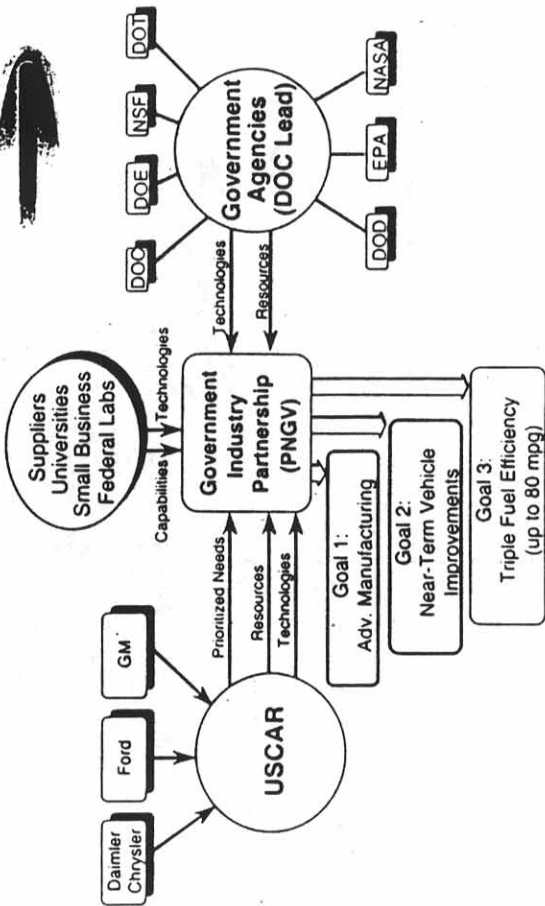 Daimler
Chrysler
Ford
GM
USCAR
Prioritized Needs
Resources
Technologies
Suppliers
Universities
Small Business
Federal Labs
Capabilities
Technologies
Government
Industry
Partnership
(PNGV)
Goal 1:
Adv. Manufacturing
Goal 2:
Near-Term Vehicle
Improvements
Goal 3:
Triple Fuel Efficiency
(up to 80 mpg)
Technologies
Resources
DOC
DOE
NSF
DOT
Government
Agencies
(DOC Lead)
DOD
EPA
NASA